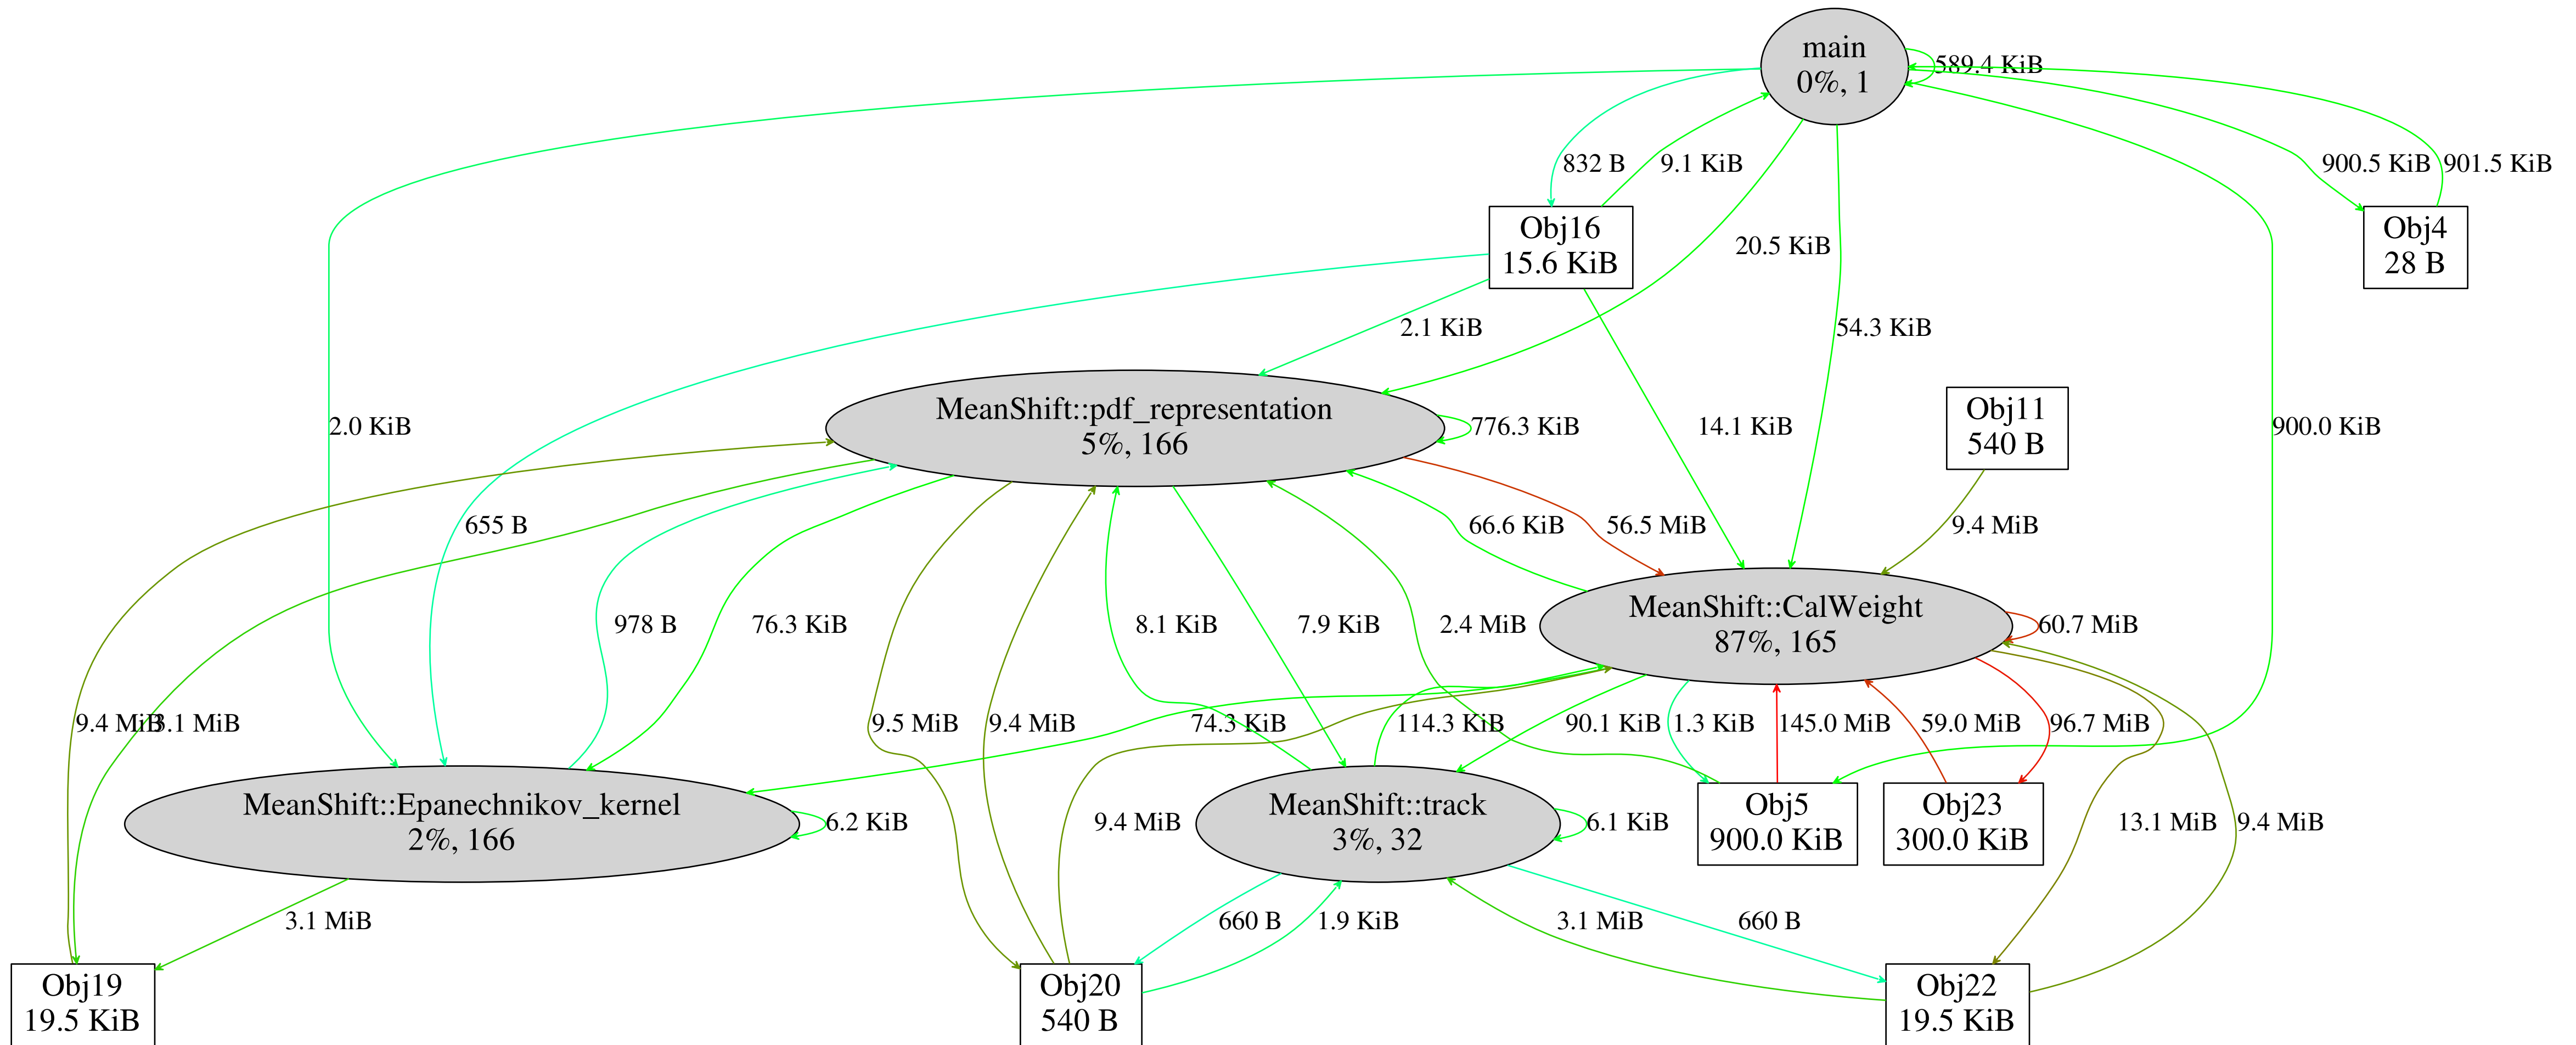 main
0%, 1
589.4 KiB
832 B
9.1 KiB
900.5 KiB
901.5 KiB
Obj16
15.6 KiB
20.5 KiB
Obj4
28 B
2.1 KiB
54.3 KiB
MeanShift::pdf_representation
5%, 166
776.3 KiB
2.0 KiB
14.1 KiB
Obj11
540 B
900.0 KiB
655 B
66.6 KiB
56.5 MiB
9.4 MiB
978 B
76.3 KiB
8.1 KiB
7.9 KiB
2.4 MiB
MeanShift::CalWeight
87%, 165
60.7 MiB
9.4 MiB
3.1 MiB
9.5 MiB
9.4 MiB
74.3 KiB
114.3 KiB
90.1 KiB
1.3 KiB
145.0 MiB
59.0 MiB
96.7 MiB
MeanShift::Epanechnikov_kernel
2%, 166
6.2 KiB
9.4 MiB
MeanShift::track
3%, 32
6.1 KiB
Obj5
900.0 KiB
Obj23
300.0 KiB
13.1 MiB
9.4 MiB
3.1 MiB
660 B
1.9 KiB
3.1 MiB
660 B
Obj19
19.5 KiB
Obj20
540 B
Obj22
19.5 KiB